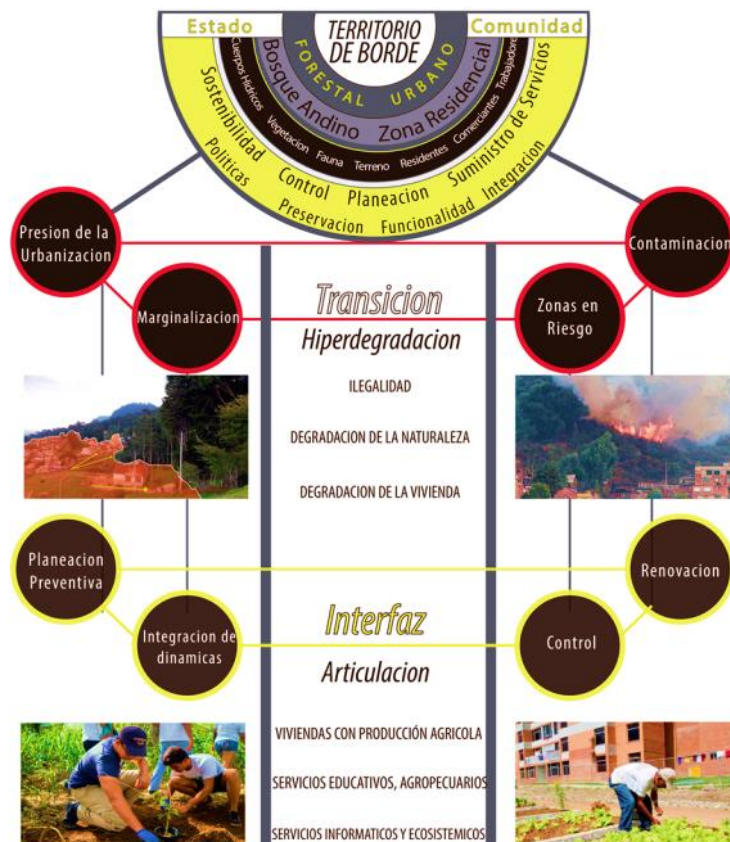 Estado
Comunidad
TERRITORIO
DE BORDE
FORESTAL URBANO
Bosque Andino Zona Residencial
Cuerpos Hidricos Vegetacion Fauna Terreno Residentes Comerciantes Trabajadores
Sostenibilidad Control Planeacion Suministro de Servicios
Politicas Preservacion Funcionalidad Integracion
Presion de la
Urbanizacion
Contaminacion
Marginalizacion
Transicion
Zonas en
Riesgo
Hiperdegradacion
ILEGALIDAD
DEGRADACION DE LA NATURALEZA
DEGRADACION DE LA VIVIENDA
Planeacion
Preventiva
Renovacion
Integracion de
dinamicas
Interfaz
Control
Articulacion
VIVIENDAS CON PRODUCCIÓN AGRICOLA
SERVICIOS EDUCATIVOS, AGROPECUARIOS
SERVICIOS INFORMATICOS Y ECOSISTEMICOS